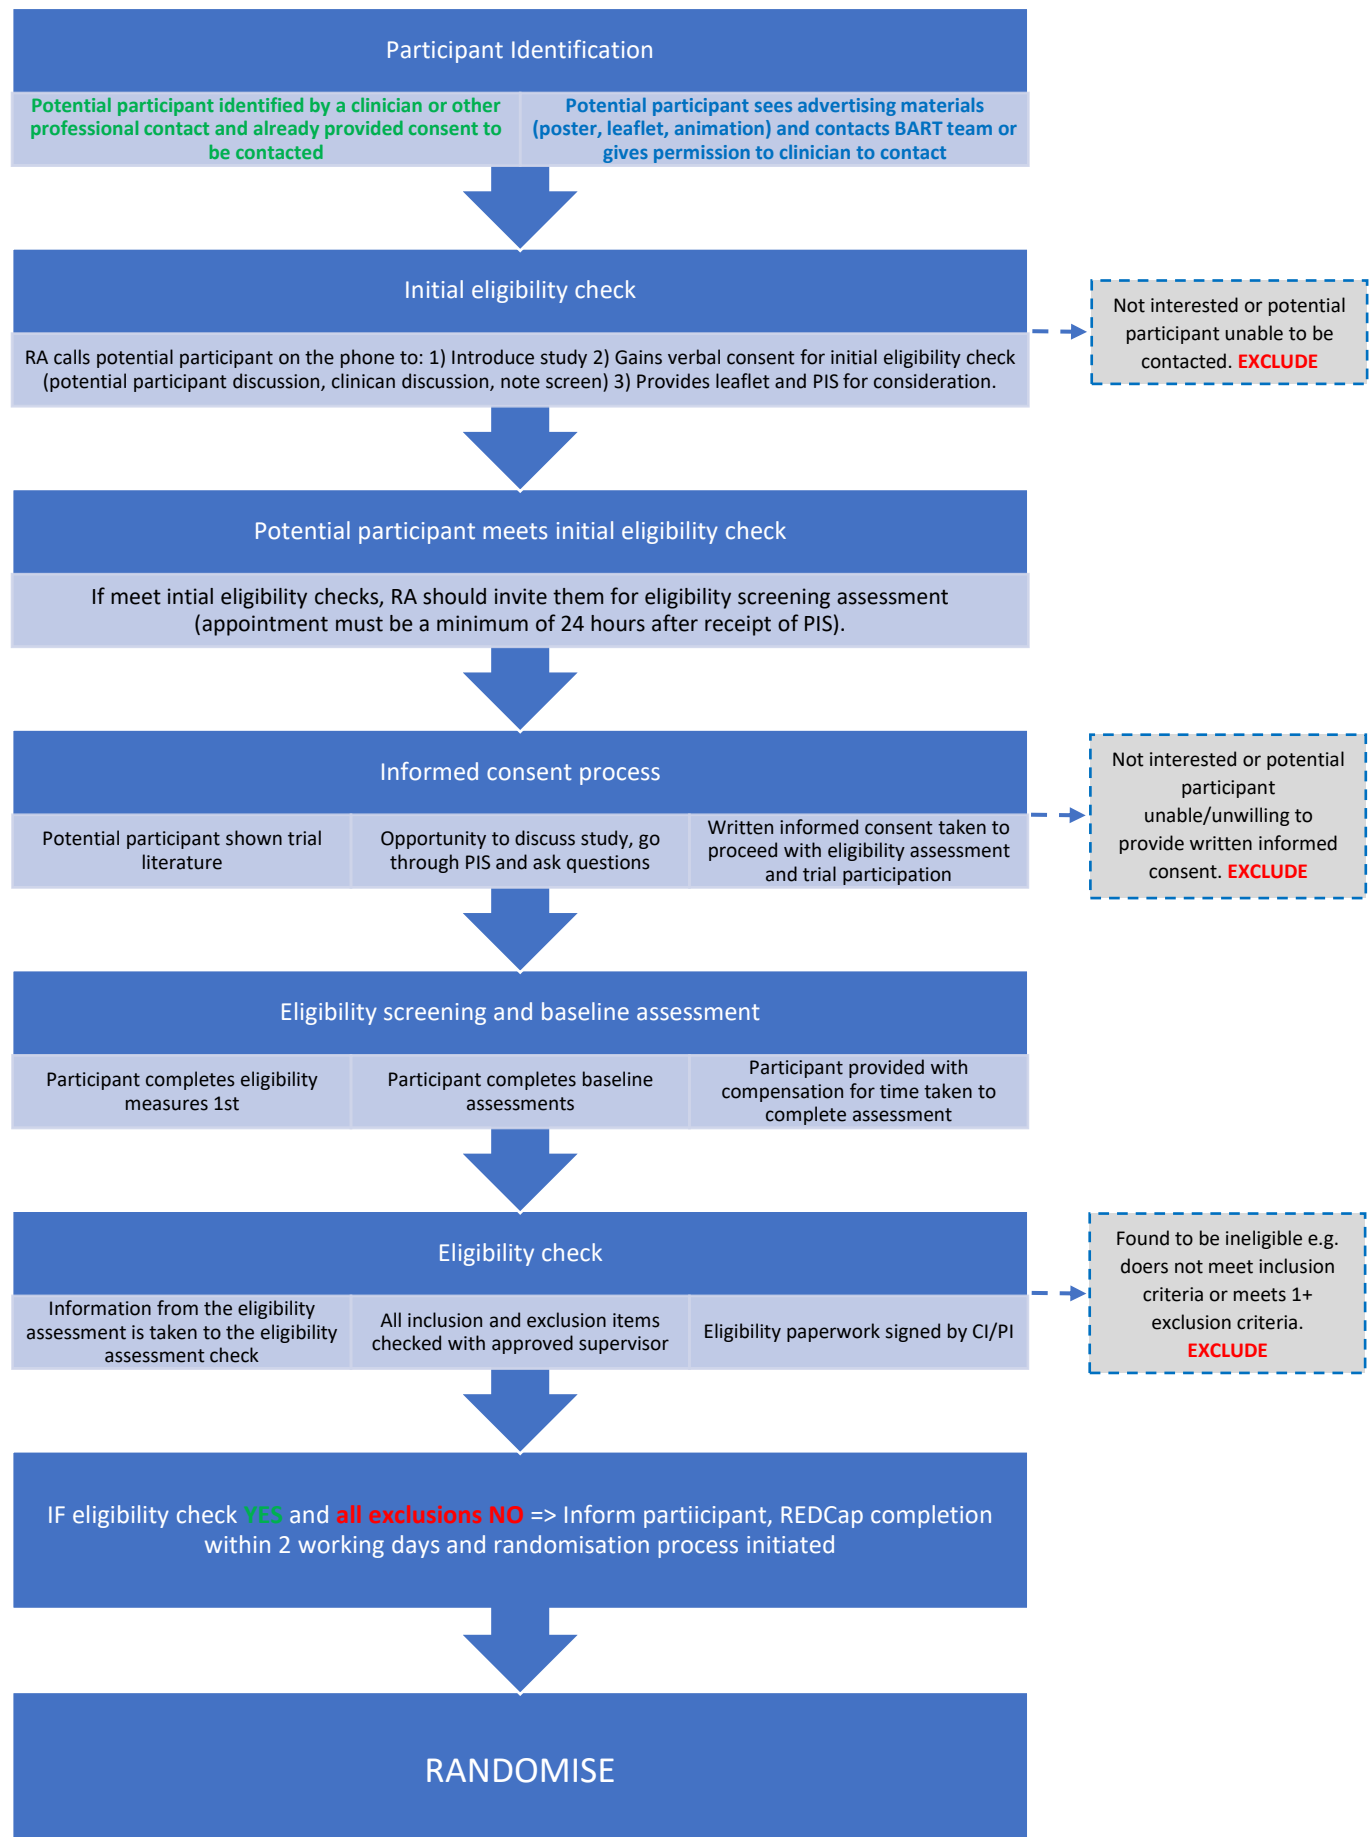 Participant Identification
Potential participant identified by a clinician or other
professional contact and already provided consent to
be contacted
Potential participant sees advertising materials
(poster, leaflet, animation) and contacts BART team or
gives permission to clinician to contact
Initial eligibility check
RA calls potential participant on the phone to: 1) Introduce study 2) Gains verbal consent for initial eligibility check
(potential participant discussion, clinican discussion, note screen) 3) Provides leaflet and PIS for consideration.
Not interested or potential
participant unable to be
contacted. EXCLUDE
Potential participant meets initial eligibility check
If meet intial eligibility checks, RA should invite them for eligibility screening assessment
(appointment must be a minimum of 24 hours after receipt of PIS).
Informed consent process
Potential participant shown trial
literature
Opportunity to discuss study, go
through PIS and ask questions
Written informed consent taken to
proceed with eligibility assessment
and trial participation
Not interested or potential
participant
unable/unwilling to
provide written informed
consent. EXCLUDE
Eligibility screening and baseline assessment
Participant completes eligibility
measures 1st
Participant completes baseline
assessments
Participant provided with
compensation for time taken to
complete assessment
Eligibility check
Information from the eligibility
assessment is taken to the eligibility
assessment check
All inclusion and exclusion items
checked with approved supervisor
Eligibility paperwork signed by CI/PI
Found to be ineligible e.g.
doers not meet inclusion
criteria or meets 1+
exclusion criteria.
EXCLUDE
IF eligibility check YES and all exclusions NO => Inform partiicipant, REDCap completion
within 2 working days and randomisation process initiated
RANDOMISE